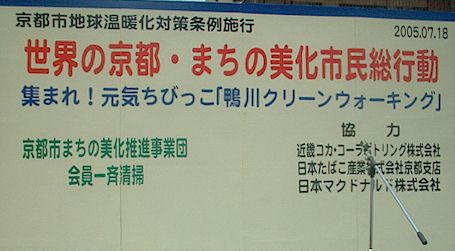 京都市地球温暖化対策条例施行
2005.07.18
世界の京都・まちの美化市民総行動
集まれ！元気ちびっこ「鴨川クリーンウォーキング」
京都市まちの美化推進事業団
会員一斉清掃
協力
近畿コカ・コーラボトリング株式会社
日本たばこ産業株式会社京都支店
日本マクドナルド株式会社